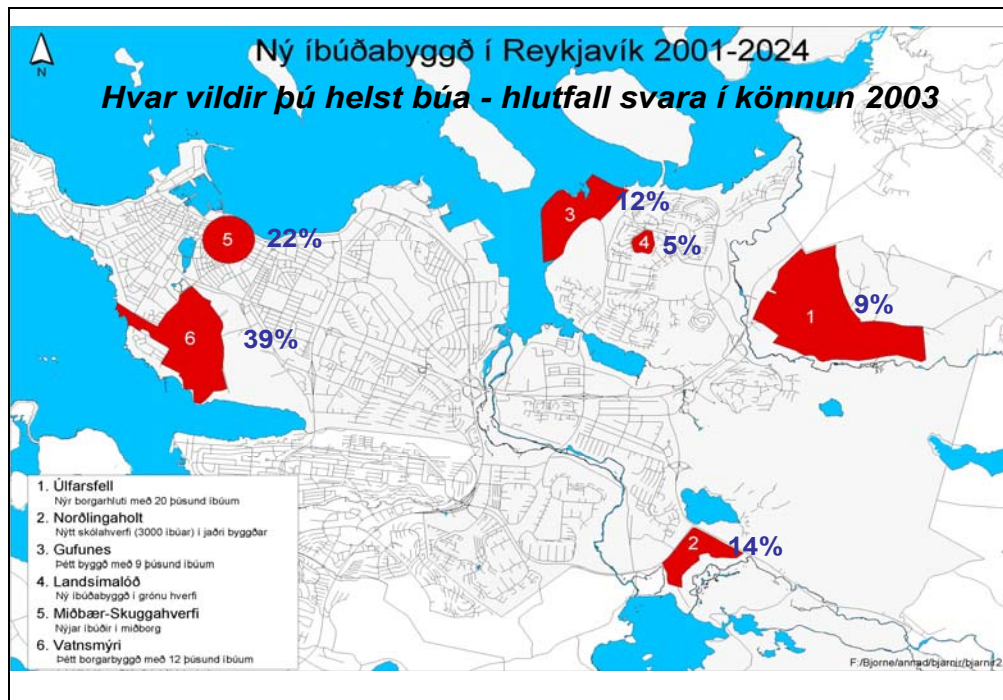 Ný íbúðabyggð í Reykjavík 2001-2024
Hvar vildir þú helst búa - hlutfall svara í könnun 2003
N
3
12%
5
22%
4
5%
1
9%
6
39%
2
14%
1. Úlfarsfell
Nýr borgarhluti með 20 þúsund íbúum
2. Norðlingaholt
Nýtt skólahverfi (3000 íbúar) í jaðri byggðar
3. Gufunes
Þétt byggð með 9 þúsund íbúum
4. Landsímalóð
Ný íbúðabyggð í grónu hverfi
5. Miðbær-Skuggahverfi
Nýjar íbúðir í miðborg
6. Vatnsmýri
Þétt borgarbyggð með 12 þúsund íbúum
F:/Bjorne/annad/bjarnir/bjarnir2